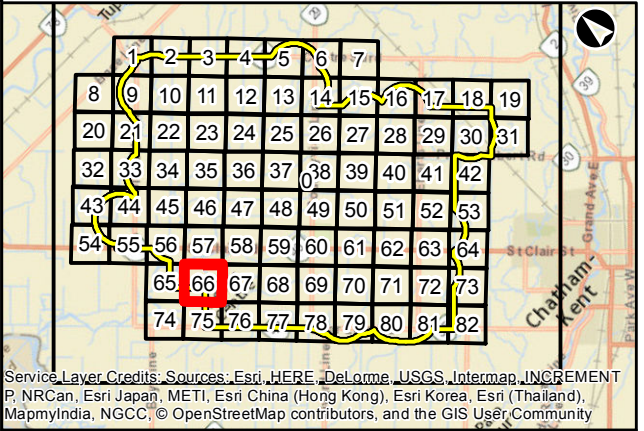 1 2 3 4 5 6 7
8 9 10 11 12 13 14 15 16 17 18 19
20 21 22 23 24 25 26 27 28 29 30 31
32 33 34 35 36 37 38 39 40 41 42
0
43 44 45 46 47 48 49 50 51 52 53
54 55 56 57 58 59 60 61 62 63 64
65 66 67 68 69 70 71 72 73
74 75 76 77 78 79 80 81 82
39
St Clair St
Grand Ave E
Chatham-
Kent
Park Ave W
Service Layer Credits: Sources: Esri, HERE, DeLorme, USGS, Intermap, INCREMENT
P, NRCan, Esri Japan, METI, Esri China (Hong Kong), Esri Korea, Esri (Thailand),
MapmyIndia, NGCC, © OpenStreetMap contributors, and the GIS User Community